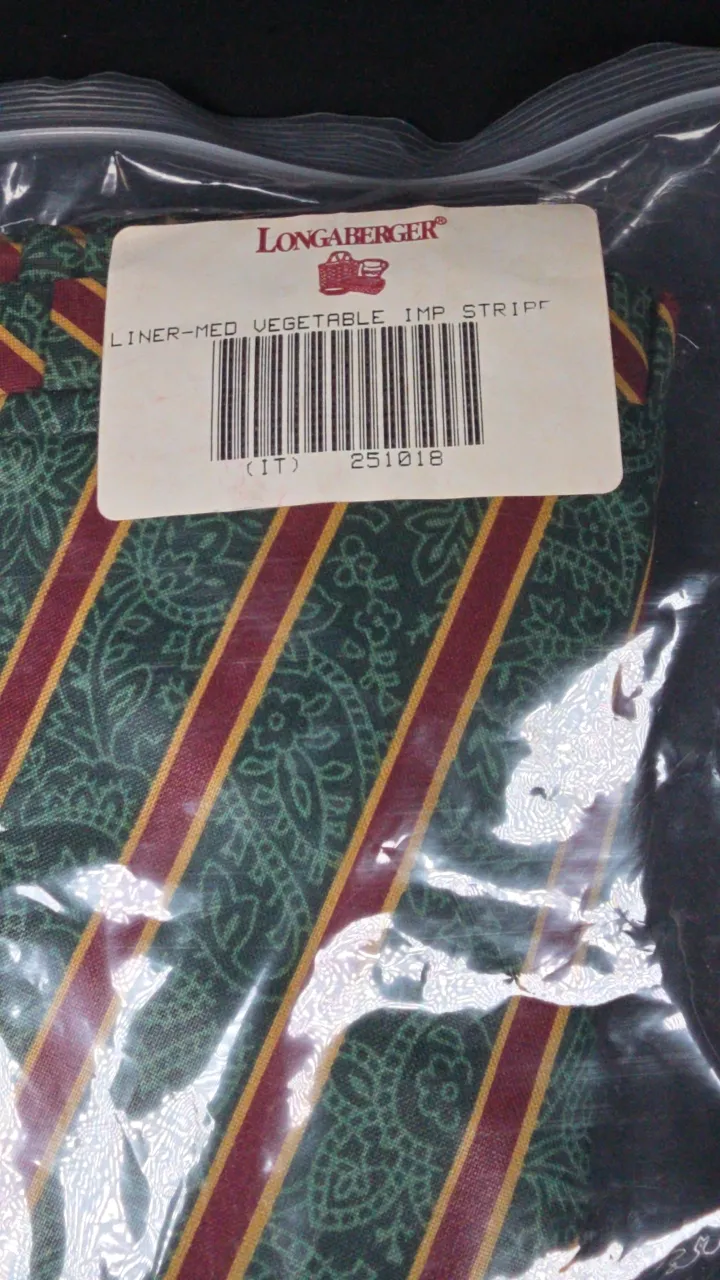 LONGABERGER®
LINER-MED VEGETABLE IMP STRIPE
(IT) 251018